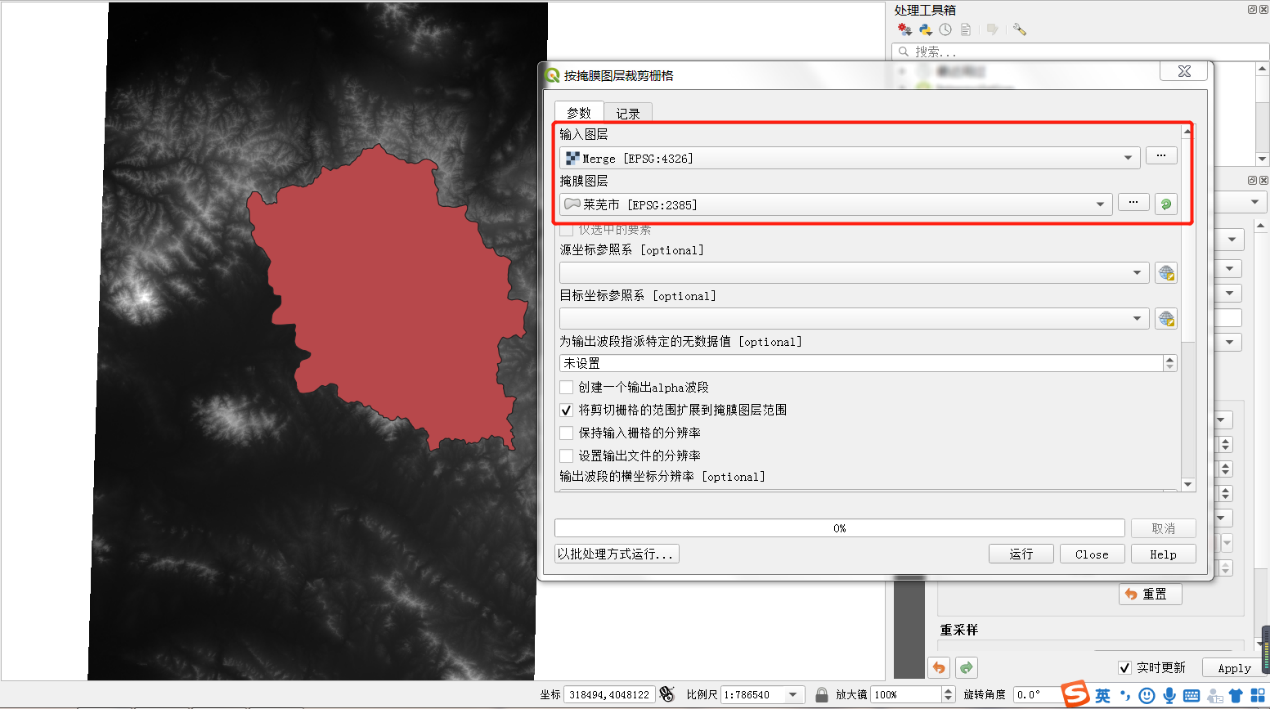 处理工具箱
搜索...
按掩膜图层裁剪栅格
参数 记录
输入图层
Merge [EPSG:4326]
...
掩膜图层
莱芜市 [EPSG:2385]
...
仅选中的要素
源坐标参照系 [optional]
目标坐标参照系 [optional]
为输出波段指派特定的无数据值 [optional]
未设置
创建一个输出alpha波段
将剪切栅格的范围扩展到掩膜图层范围
保持输入栅格的分辨率
设置输出文件的分辨率
输出波段的横坐标分辨率 [optional]
0%
取消
以批处理方式运行...
运行
Close
Help
重置
重采样
实时更新
Apply
坐标 318494,4048122 比例尺 1:786540 放大镜 100% 旋转角度 0.0°
英